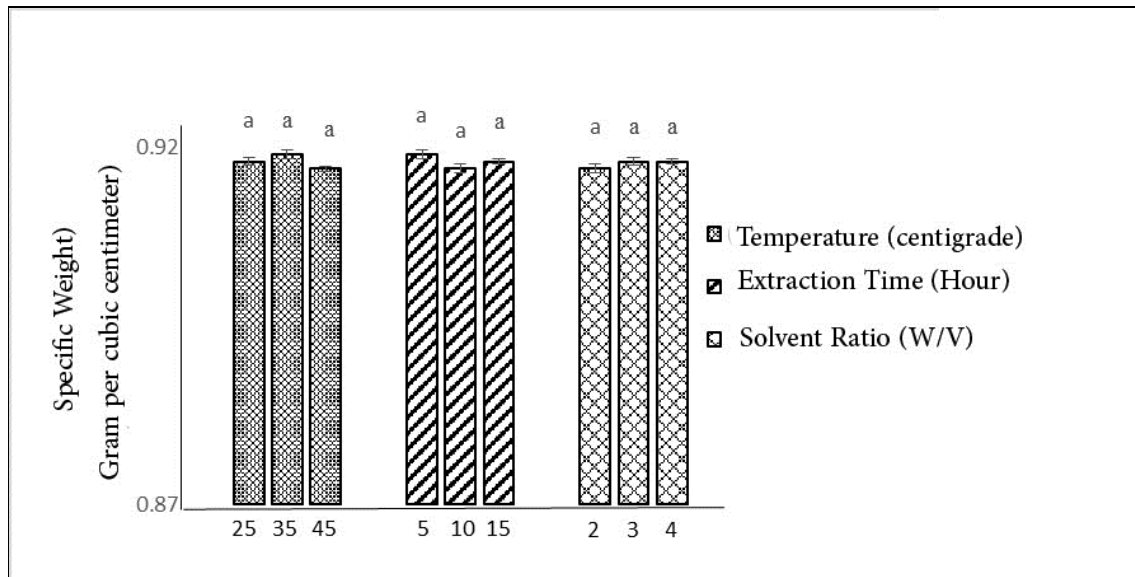 a a a a a a a a a
0.92
0.87
Specific Weight)
Gram per cubic centimeter)
25 35 45 5 10 15 2 3 4
Temperature (centigrade)
Extraction Time (Hour)
Solvent Ratio (W/V)